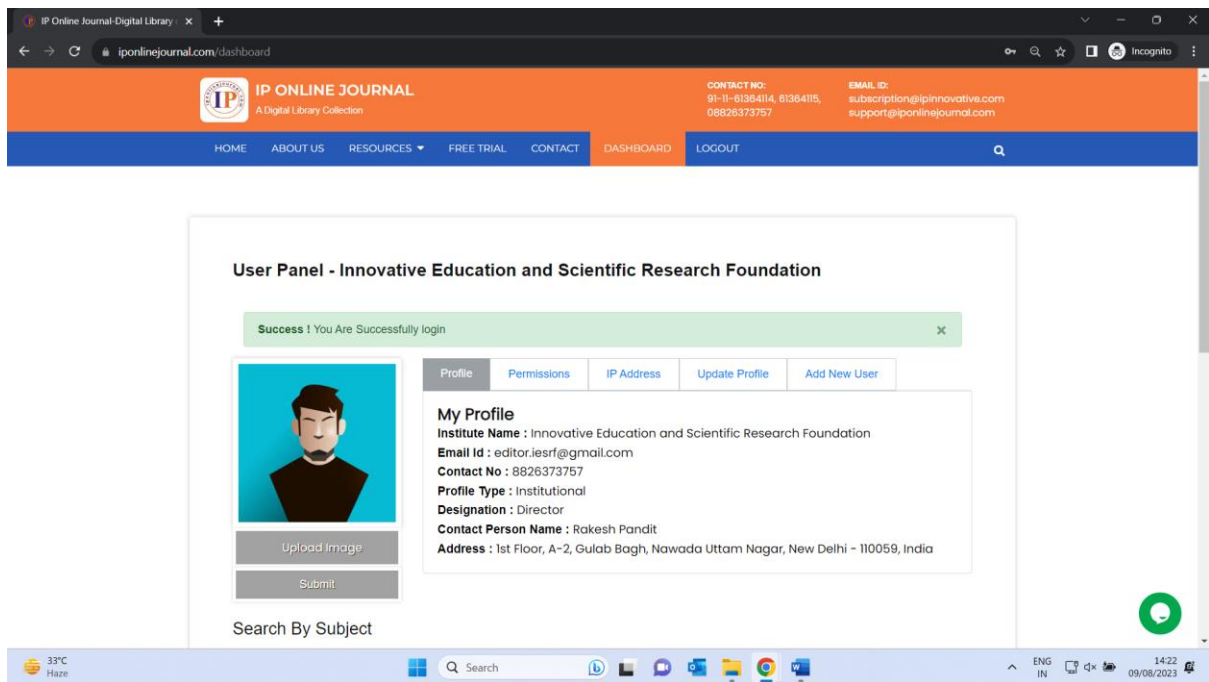 IP Online Journal-Digital Library
iponlinejournal.com/dashboard
Incognito
IP
IP ONLINE JOURNAL
A Digital Library Collection
CONTACT NO:
91-11-61364114, 61364115,
08826373757
EMAIL ID:
subscription@ipinnovative.com
support@iponlinejournal.com
HOME ABOUT US RESOURCES FREE TRIAL CONTACT DASHBOARD LOGOUT
User Panel - Innovative Education and Scientific Research Foundation
Success ! You Are Successfully login
Profile Permissions IP Address Update Profile Add New User
My Profile
Institute Name : Innovative Education and Scientific Research Foundation
Email Id : editor.iesrf@gmail.com
Contact No : 8826373757
Profile Type : Institutional
Designation : Director
Contact Person Name : Rakesh Pandit
Address : 1st Floor, A-2, Gulab Bagh, Nawada Uttam Nagar, New Delhi - 110059, India
Upload Image
Submit
Search By Subject
33°C
Haze
Search
ENG
IN
14:22
09/08/2023